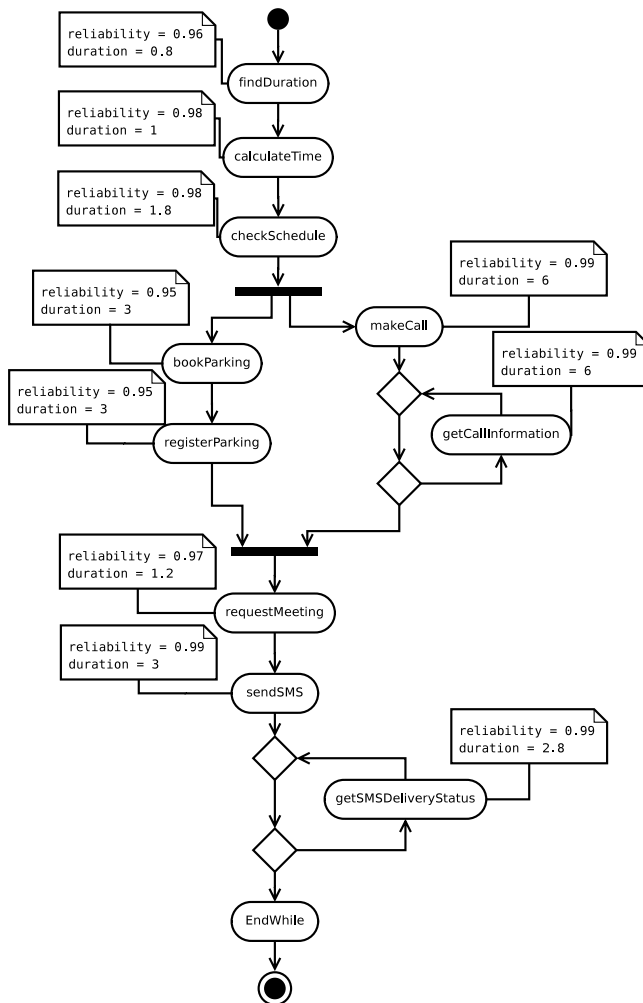 reliability = 0.96
duration = 0.8
findDuration
reliability = 0.98
duration = 1
calculateTime
reliability = 0.98
duration = 1.8
checkSchedule
reliability = 0.99
duration = 6
reliability = 0.95
duration = 3
makeCall
reliability = 0.99
duration = 6
bookParking
reliability = 0.95
duration = 3
registerParking
getCallInformation
reliability = 0.97
duration = 1.2
requestMeeting
reliability = 0.99
duration = 3
sendSMS
reliability = 0.99
duration = 2.8
getSMSDeliveryStatus
EndWhile